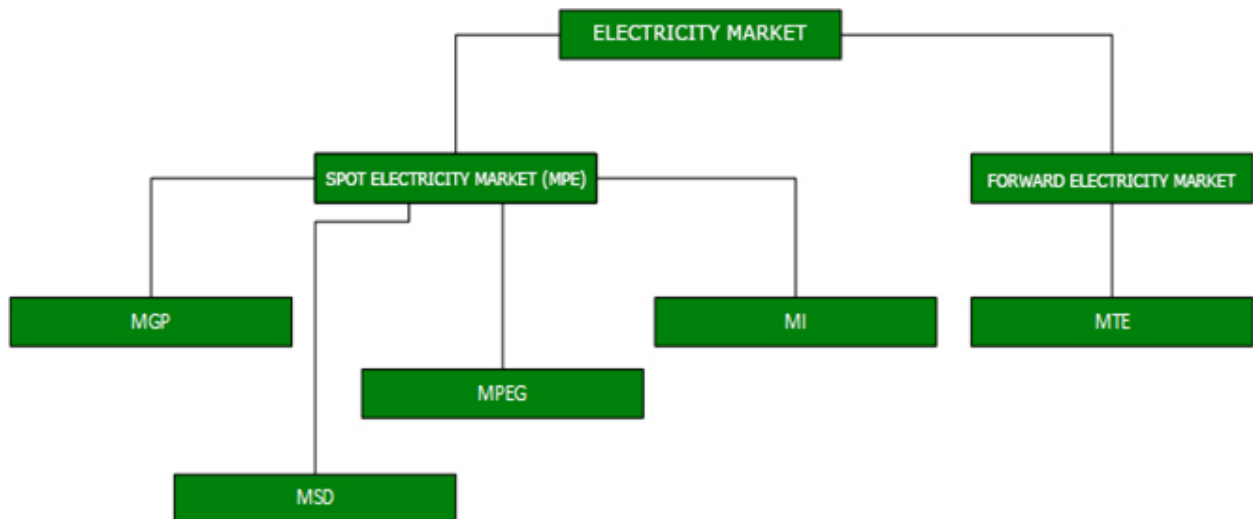 ELECTRICITY MARKET
SPOT ELECTRICITY MARKET (MPE)
FORWARD ELECTRICITY MARKET
MGP
MI
MTE
MPEG
MSD